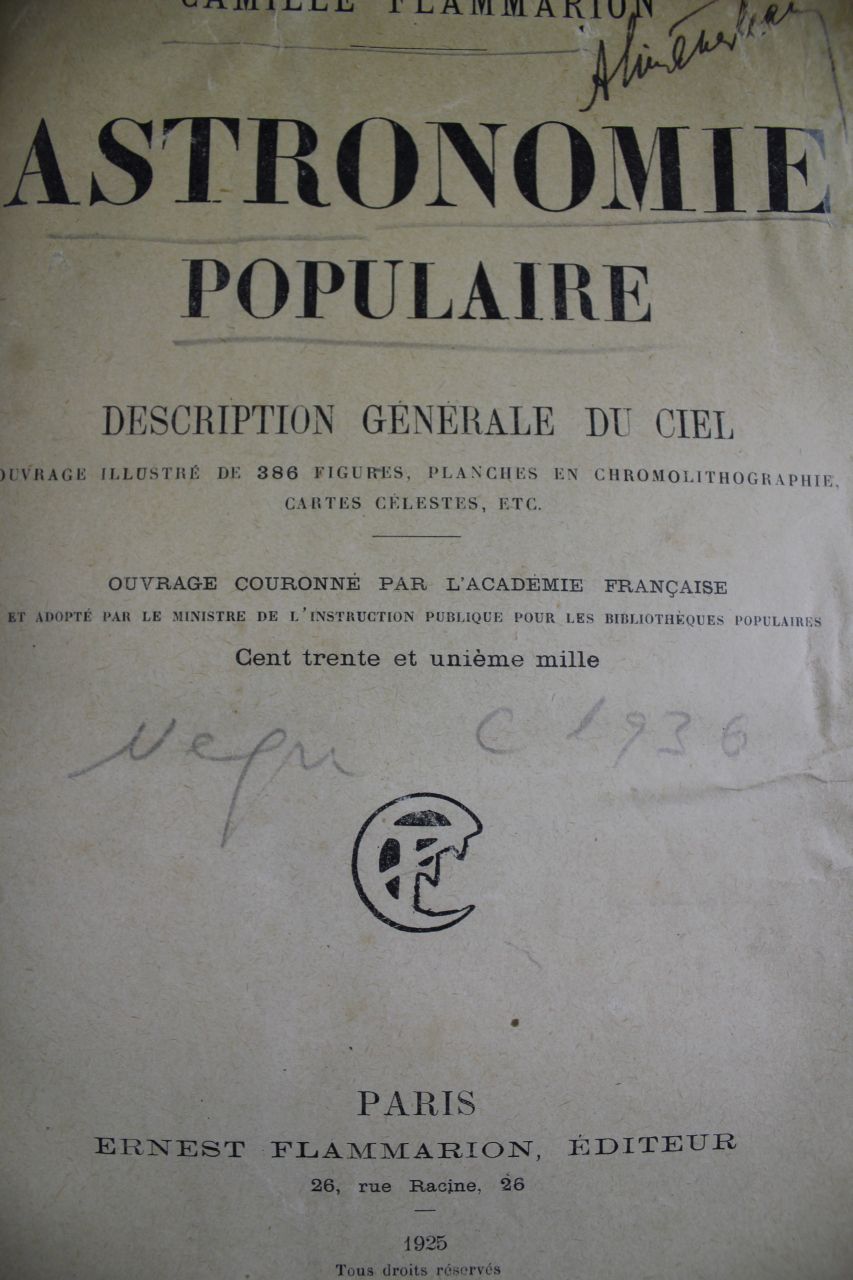 CAMILLE FLAMMARION
ASTRONOMIE
POPULAIRE
DESCRIPTION GÉNÉRALE DU CIEL
OUVRAGE ILLUSTRÉ DE 386 FIGURES, PLANCHES EN CHROMOLITHOGRAPHIE,
CARTES CÉLESTES, ETC.
OUVRAGE COURONNÉ PAR L'ACADÉMIE FRANÇAISE
ET ADOPTÉ PAR LE MINISTRE DE L'INSTRUCTION PUBLIQUE POUR LES BIBLIOTHÈQUES POPULAIRES
Cent trente et unième mille
C 1936
PARIS
ERNEST FLAMMARION, ÉDITEUR
26, rue Racine, 26
1925
Tous droits réservés